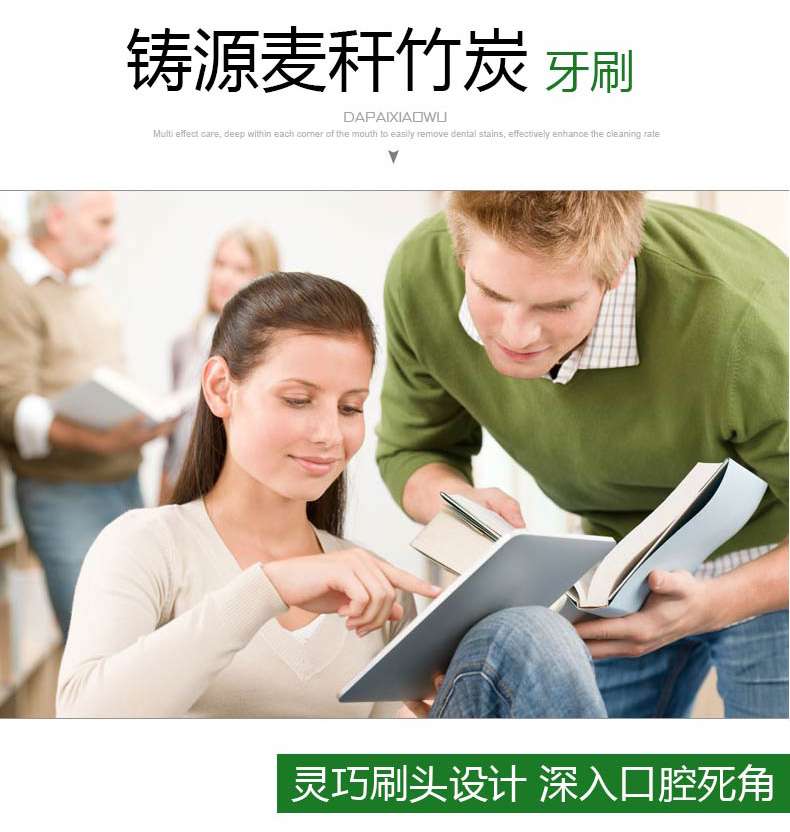 铸源麦秆竹炭 牙刷
DAPAIXIAOWU
Multi effect care, deep within each corner of the mouth to easily remove dental stains, effectively enhance the cleaning rate
灵巧刷头设计 深入口腔死角